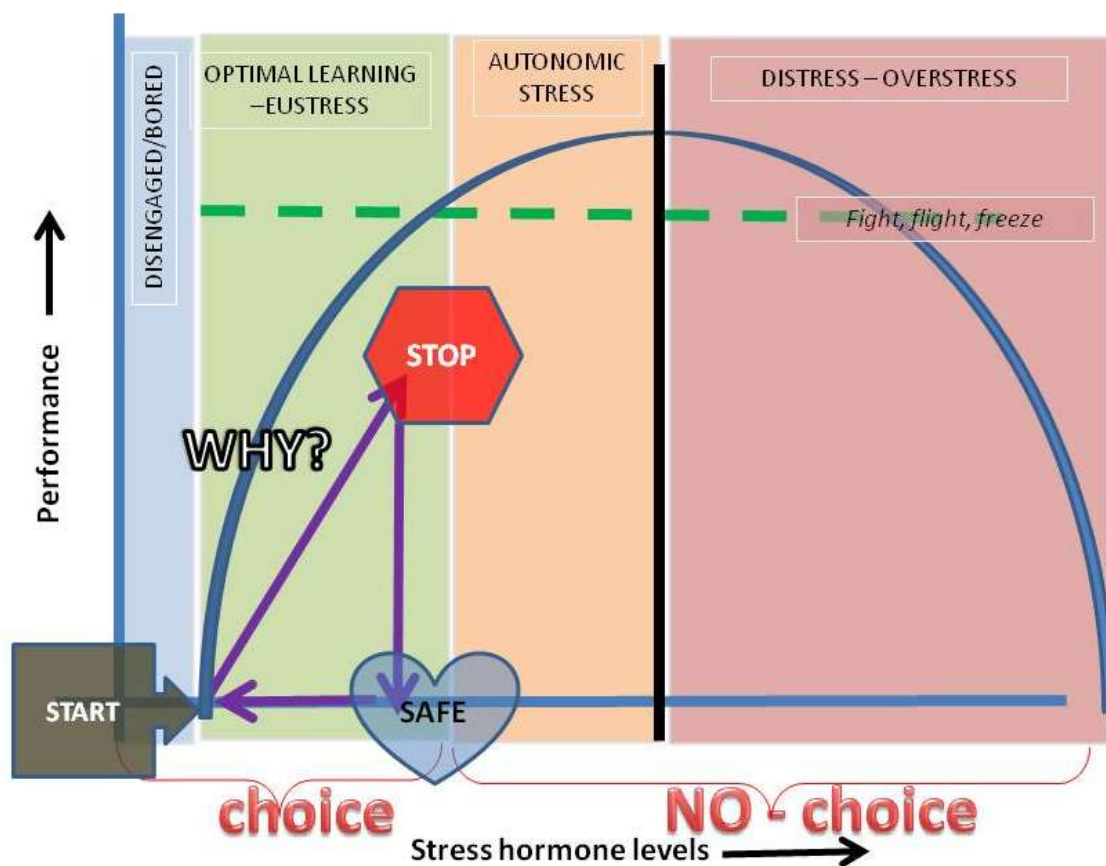 DISENGAGED/BORED
OPTIMAL LEARNING
–EUSTRESS
AUTONOMIC
STRESS
DISTRESS – OVERSTRESS
Fight, flight, freeze
STOP
WHY?
Performance
START
SAFE
choice
NO - choice
Stress hormone levels